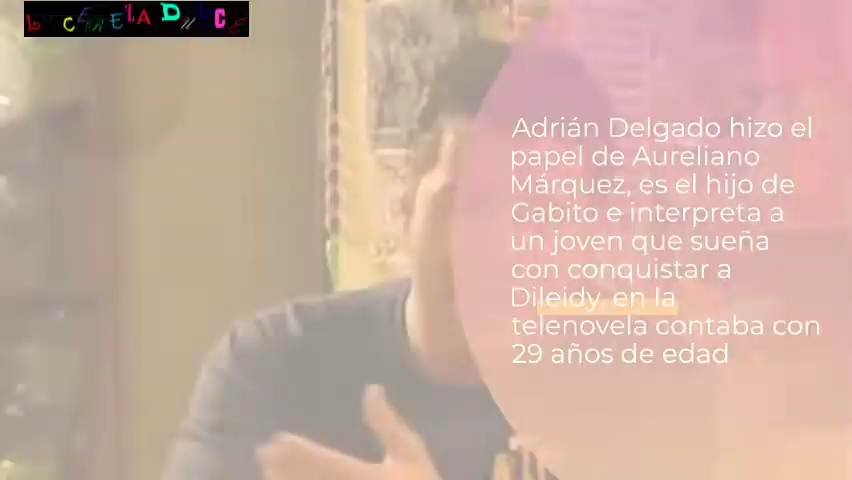 Adrián Delgado hizo el
papel de Aureliano
Márquez, es el hijo de
Gabito e interpreta a
un joven que sueña
con conquistar a
Dileidy, en la
telenovela contaba con
29 años de edad